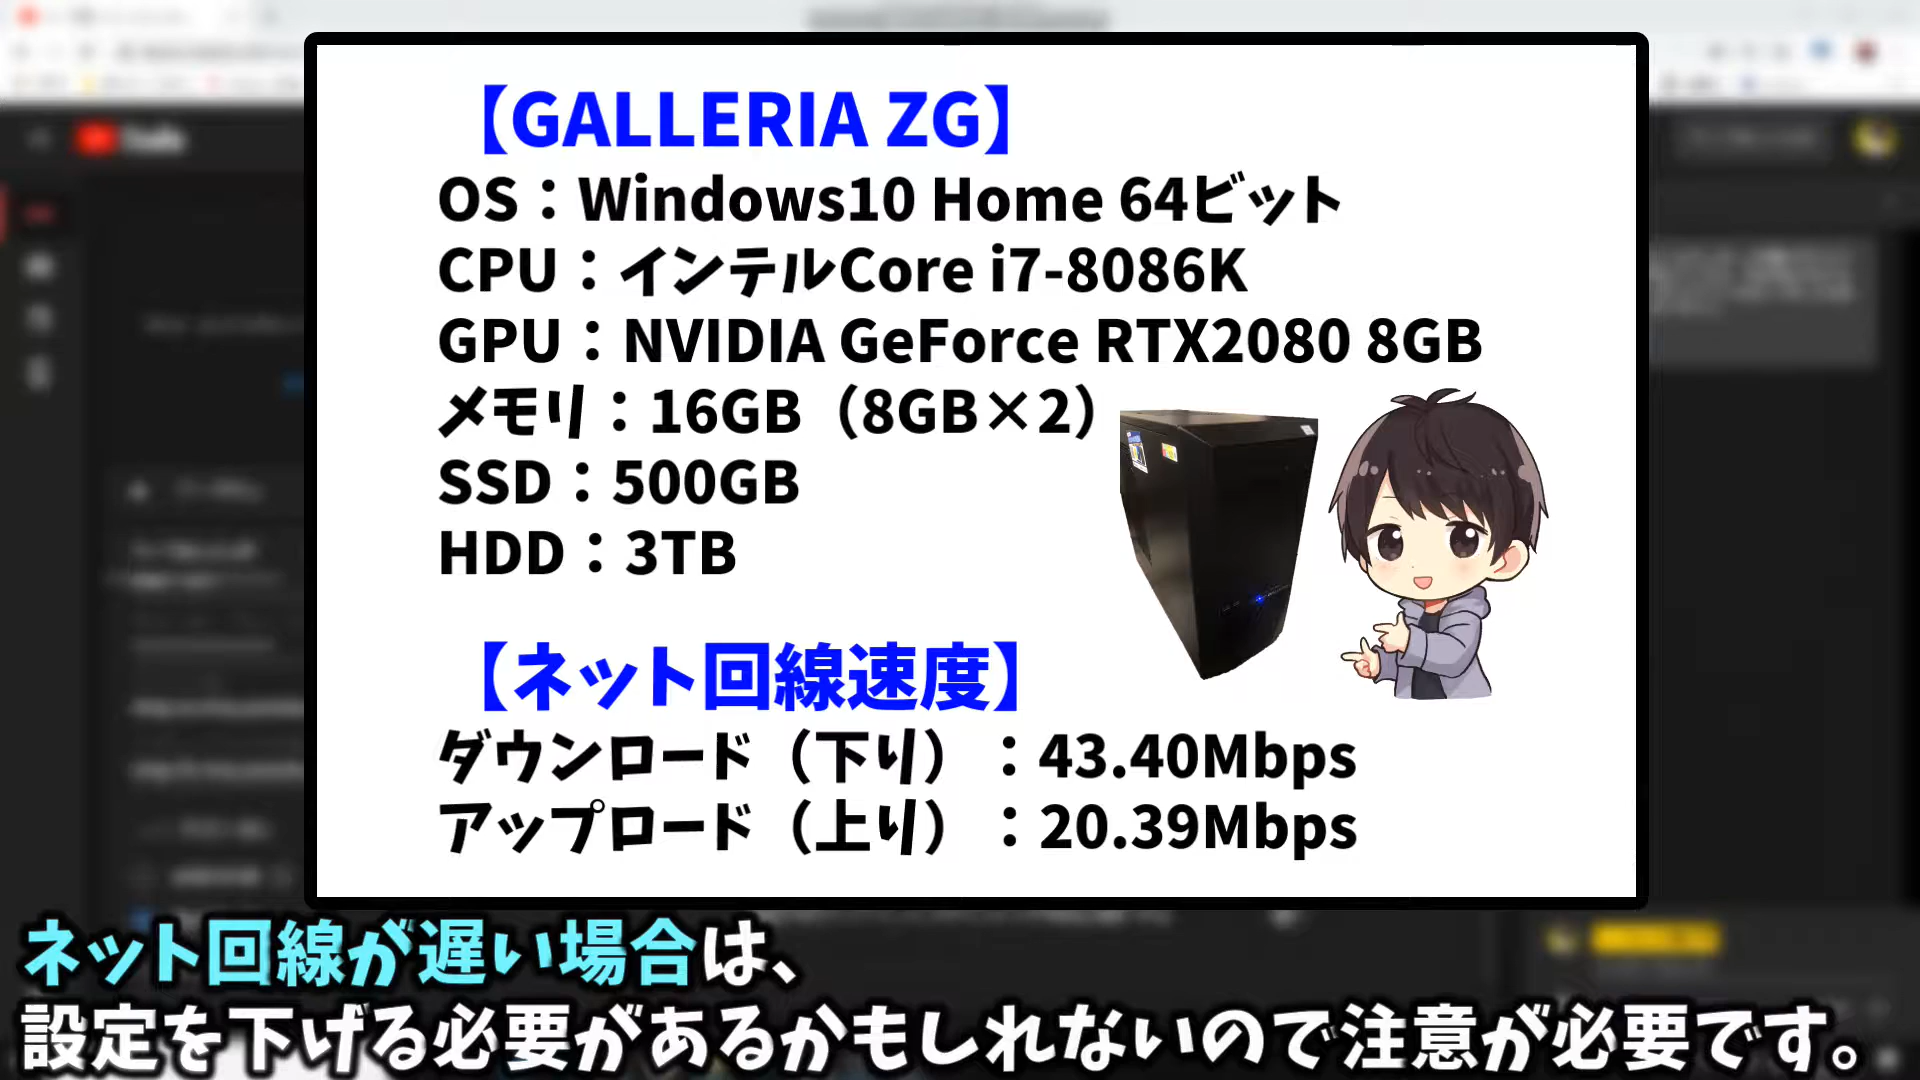 【GALLERIA ZG】
OS：Windows10 Home 64ビット
CPU：インテルCore i7-8086K
GPU：NVIDIA GeForce RTX2080 8GB
メモリ：16GB（8GB×2）
SSD：500GB
HDD：3TB
【ネット回線速度】
ダウンロード（下り）：43.40Mbps
アップロード（上り）：20.39Mbps
ネット回線が遅い場合は、
設定を下げる必要があるかもしれないので注意が必要です。